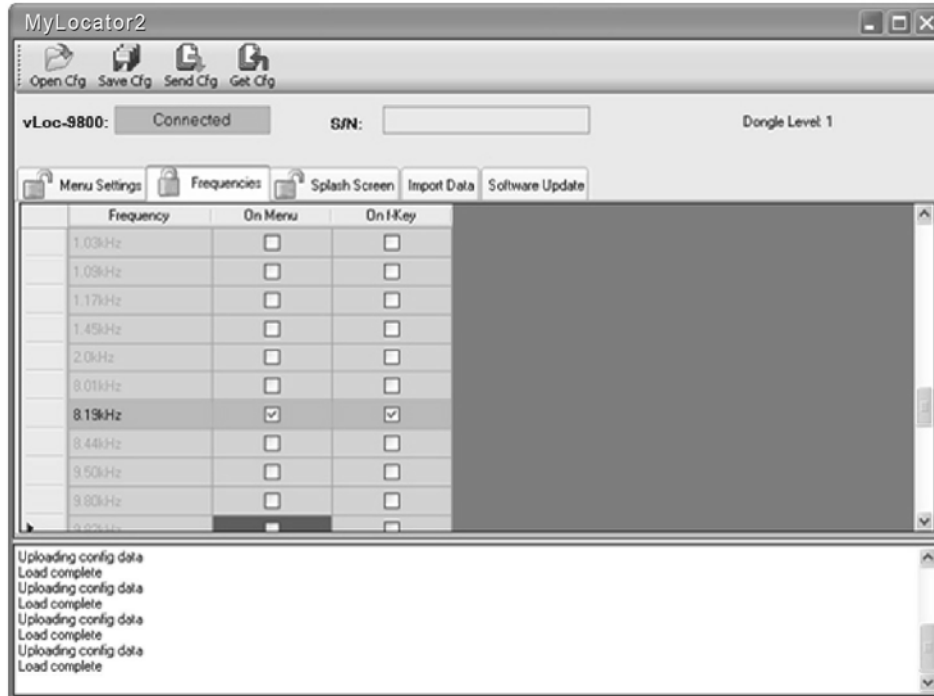 MyLocator2
Open Cfg Save Cfg Send Cfg Get Cfg
vLoc-9800: Connected S/N: Dongle Level: 1
Menu Settings Frequencies Splash Screen Import Data Software Update
Frequency On Menu On f-Key
1.03kHz
1.09kHz
1.17kHz
1.45kHz
2.0kHz
8.01kHz
8.19kHz
8.44kHz
9.50kHz
9.80kHz
Uploading config data
Load complete
Uploading config data
Load complete
Uploading config data
Load complete
Uploading config data
Load complete